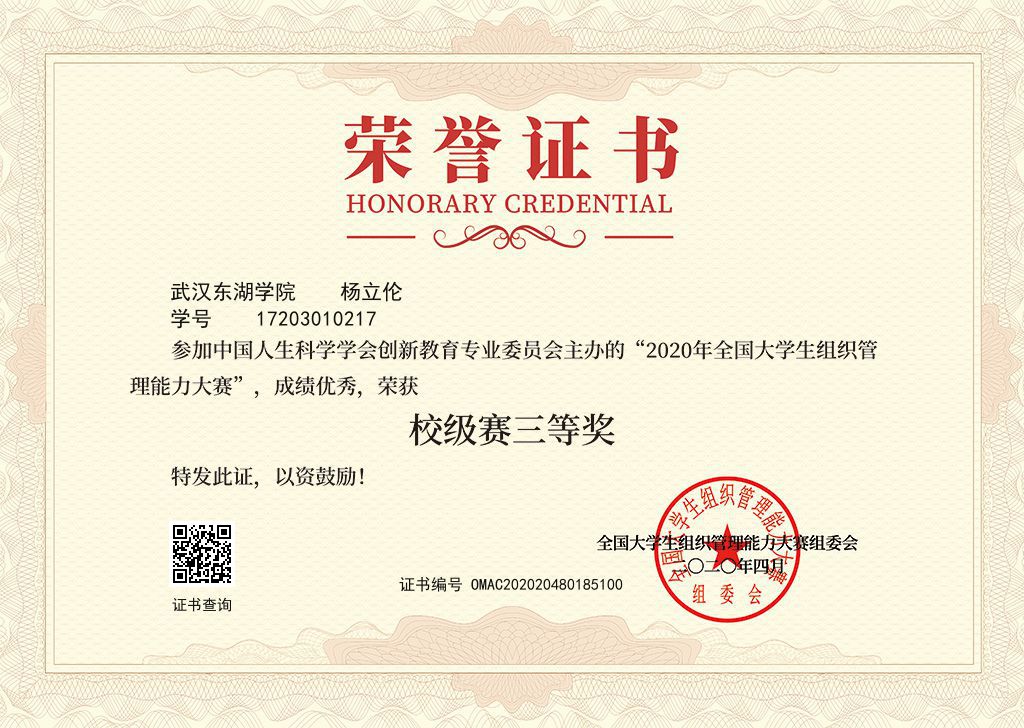 荣誉证书
HONORARY CREDENTIAL
武汉东湖学院 杨立伦
学号 17203010217
参加中国人生科学学会创新教育专业委员会主办的“2020年全国大学生组织管
理能力大赛”，成绩优秀，荣获
校级赛三等奖
特发此证，以资鼓励！
全国大学生组织管理能力大赛组委会
二〇二〇年四月
全国大学生组织管理能力大赛
组委会
证书编号 OMAC202020480185100
证书查询